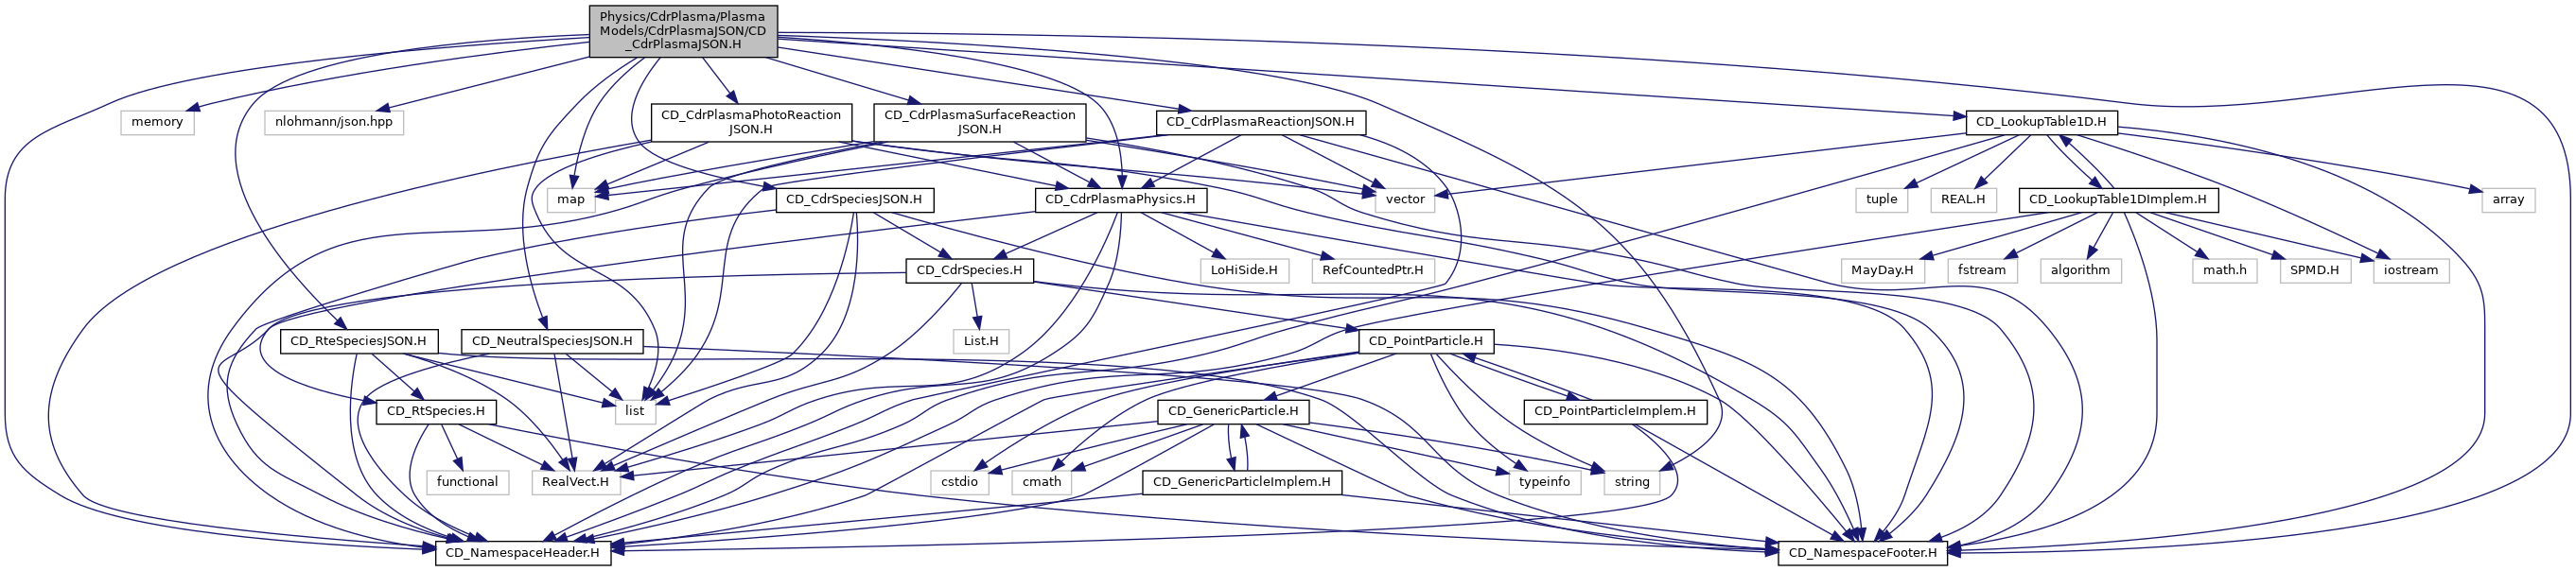 Physics/CdrPlasma/Plasma
Models/CdrPlasmaJSON/CD
_CdrPlasmaJSON.H
memory
nlohmann/json.hpp
CD_CdrPlasmaPhotoReaction
JSON.H
CD_CdrPlasmaSurfaceReaction
JSON.H
CD_CdrPlasmaReactionJSON.H
CD_LookupTable1D.H
map
CD_CdrSpeciesJSON.H
CD_CdrPlasmaPhysics.H
vector
tuple
REAL.H
CD_LookupTable1DImplem.H
array
CD_CdrSpecies.H
LoHiSide.H
RefCountedPtr.H
MayDay.H
fstream
algorithm
math.h
SPMD.H
iostream
CD_RteSpeciesJSON.H
CD_NeutralSpeciesJSON.H
List.H
CD_PointParticle.H
CD_RtSpecies.H
list
CD_GenericParticle.H
CD_PointParticleImplem.H
functional
RealVect.H
cstdio
cmath
CD_GenericParticleImplem.H
typeinfo
string
CD_NamespaceHeader.H
CD_NamespaceFooter.H